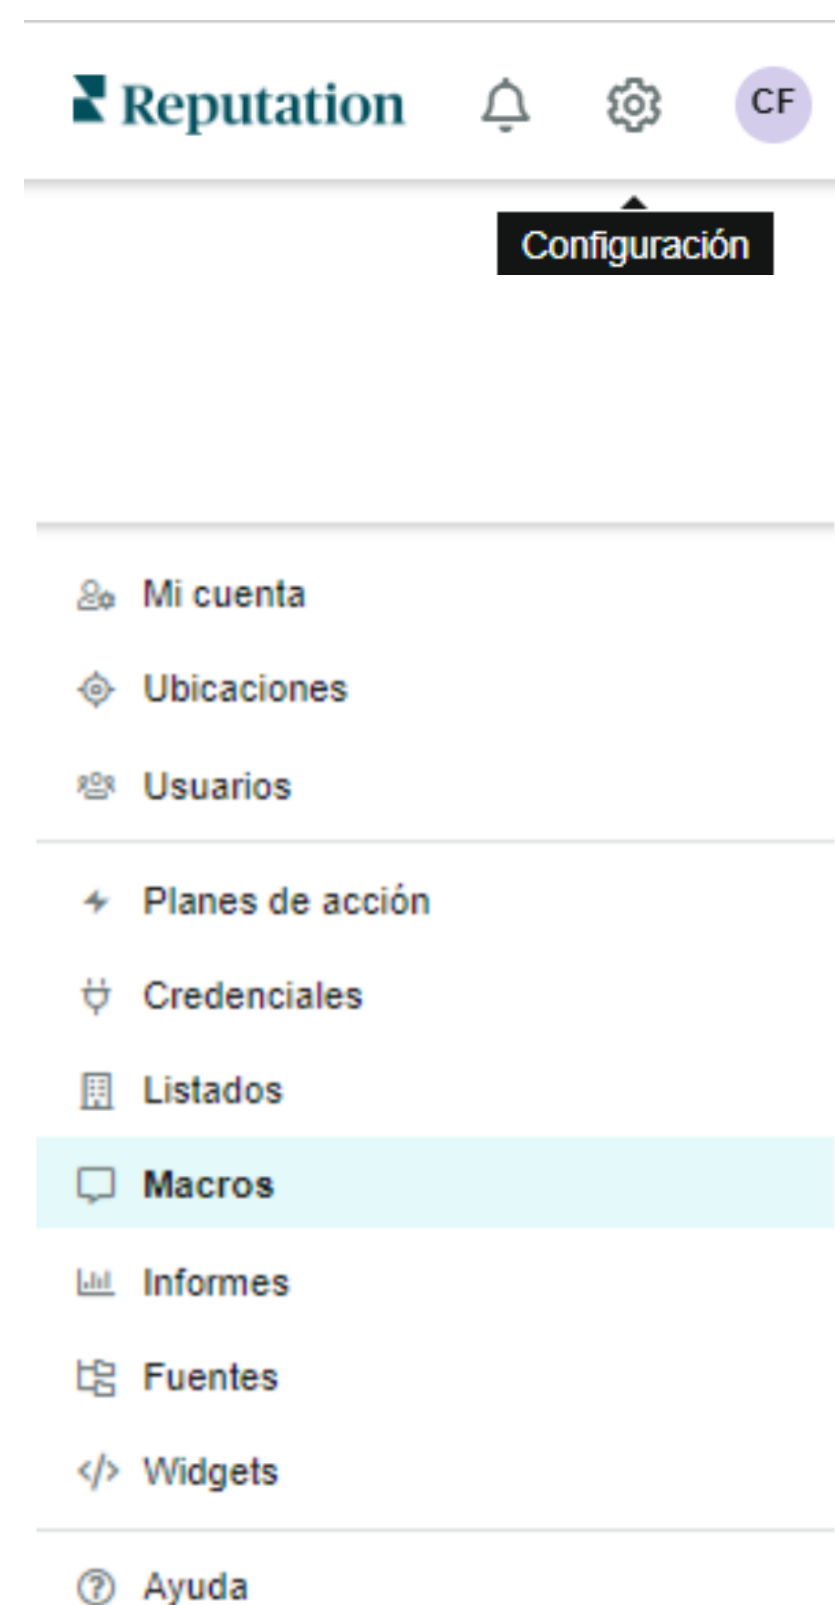 Reputation
CF
Configuración
Mi cuenta
Ubicaciones
Usuarios
Planes de acción
Credenciales
Listados
Macros
Informes
Fuentes
Widgets
Ayuda